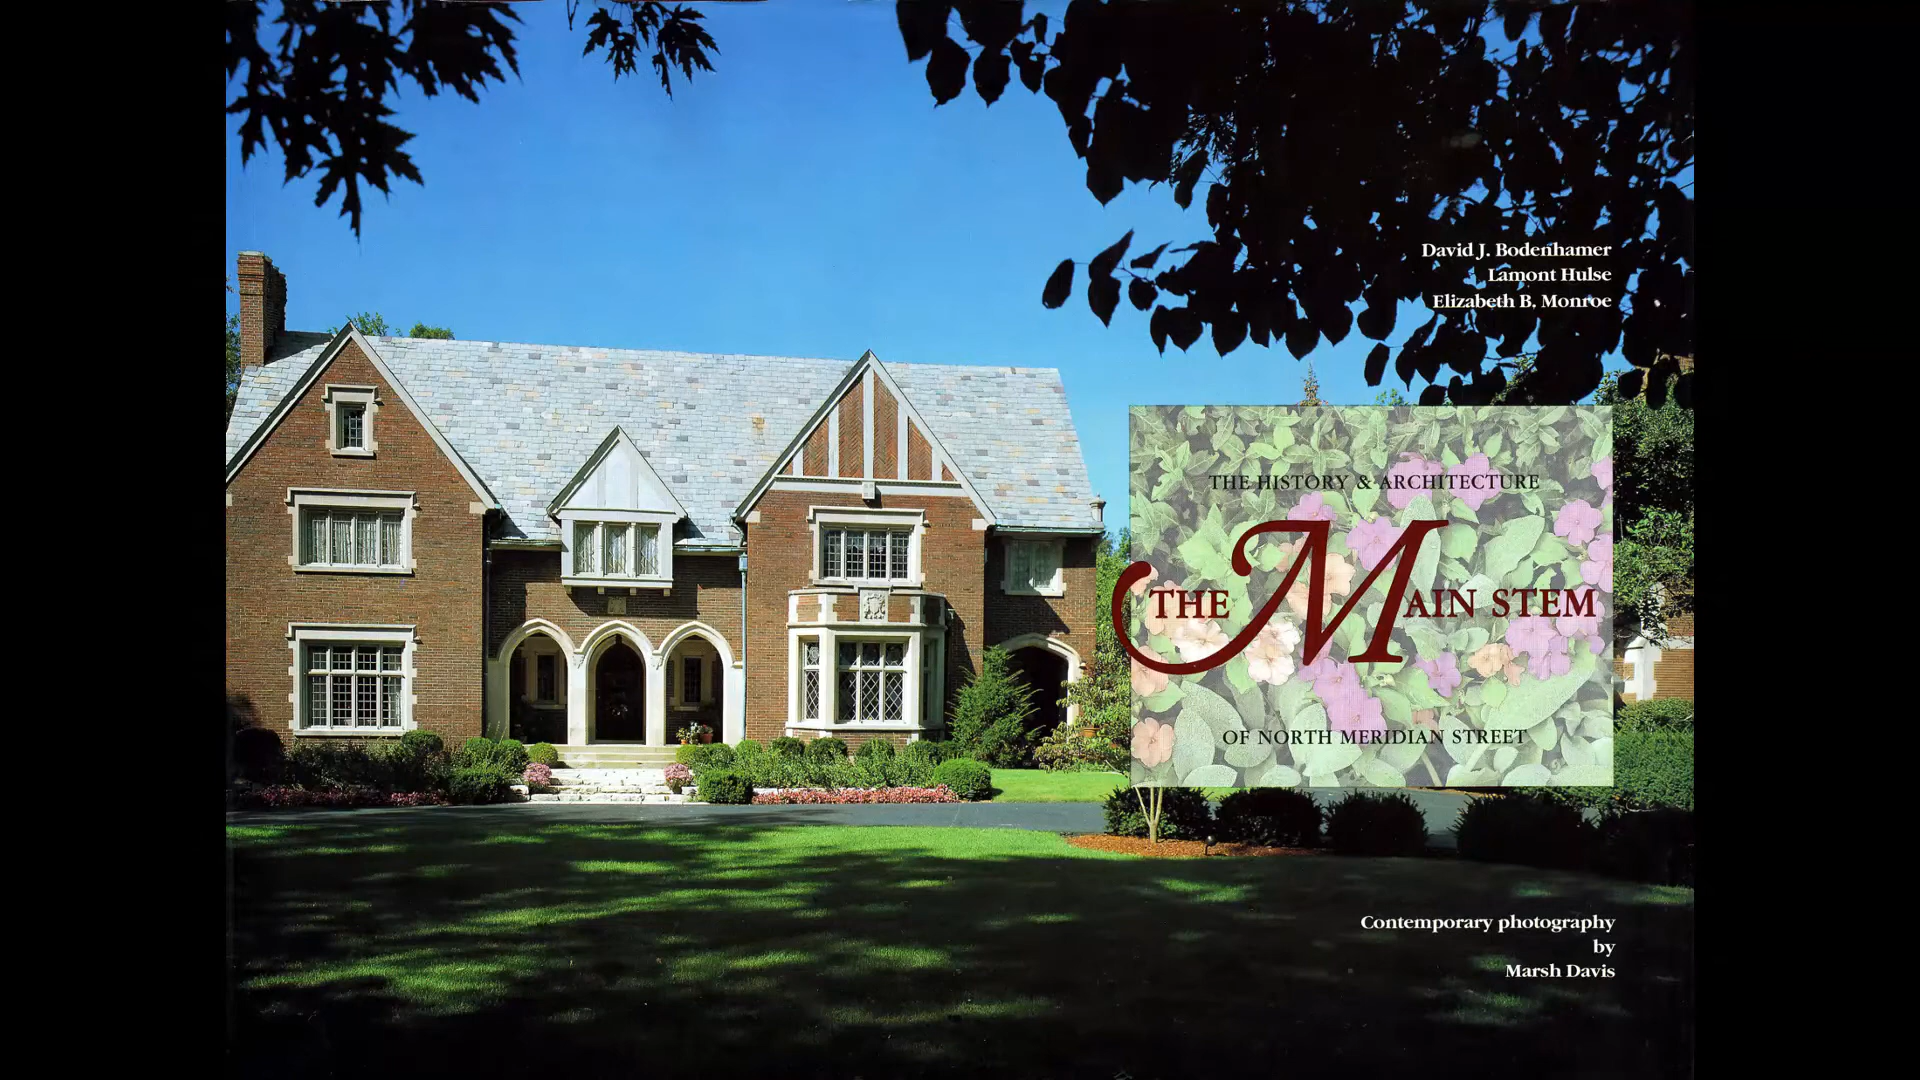 David J. Bodenhamer
Lamont Hulse
Elizabeth B. Monroe
THE HISTORY & ARCHITECTURE
THE MAIN STEM
OF NORTH MERIDIAN STREET
Contemporary photography
by
Marsh Davis